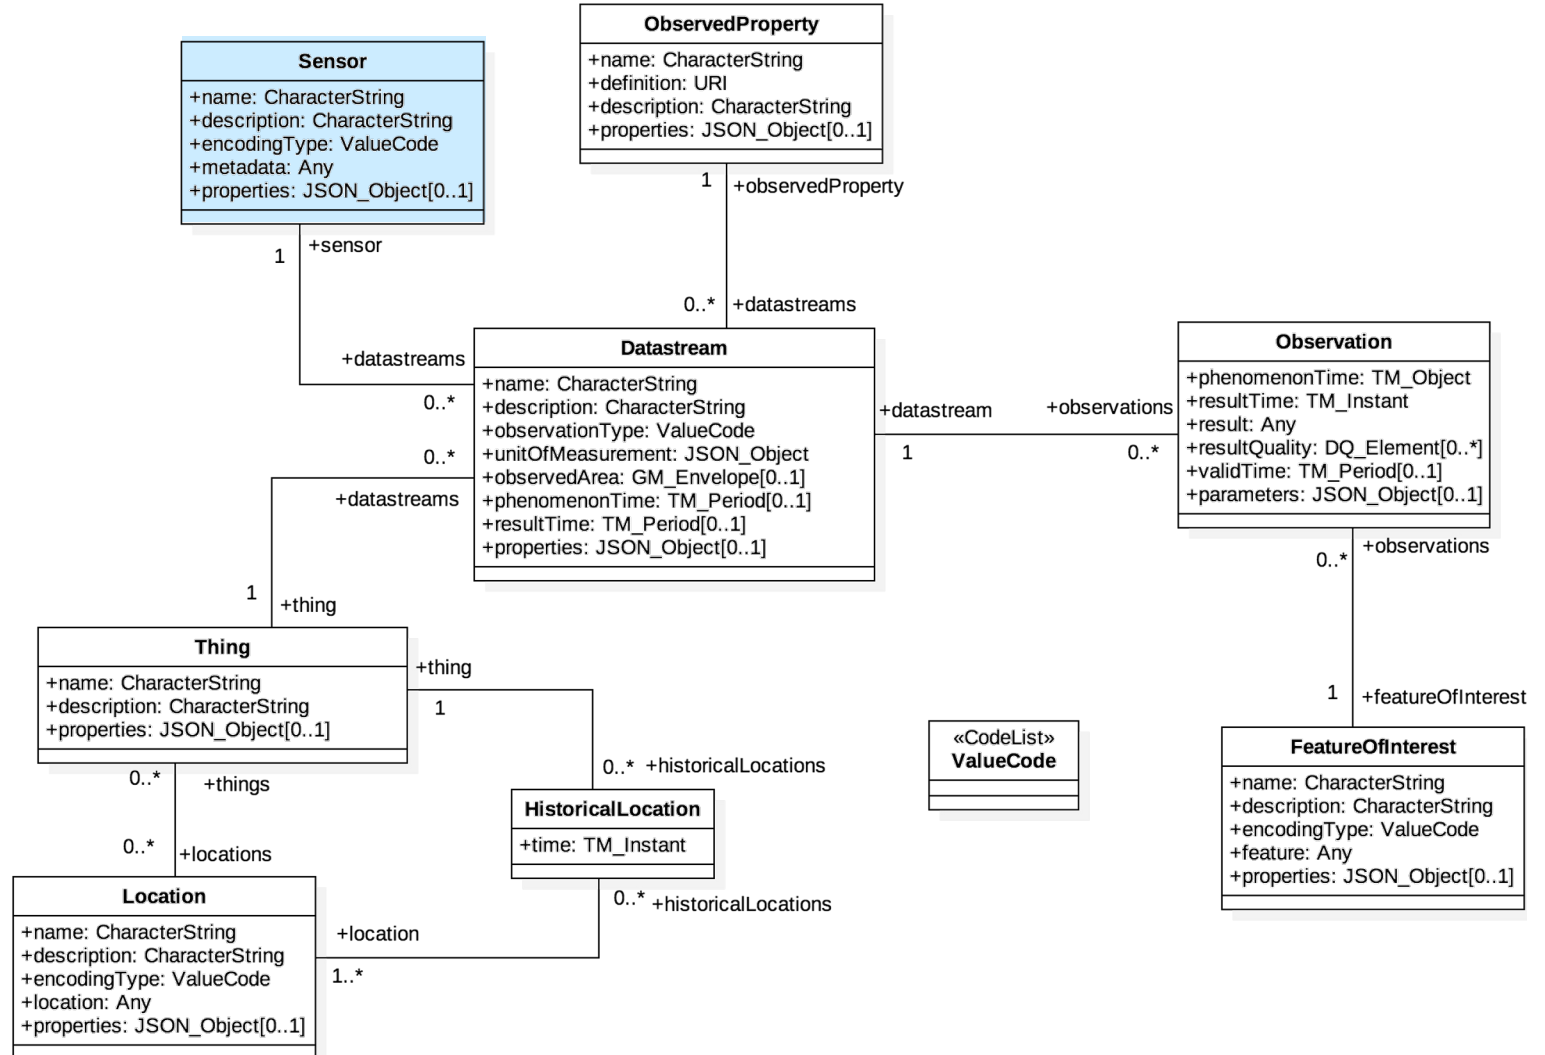 ObservedProperty
+name: CharacterString
+definition: URI
+description: CharacterString
+properties: JSON_Object[0..1]
Sensor
+name: CharacterString
+description: CharacterString
+encodingType: ValueCode
+metadata: Any
+properties: JSON_Object[0..1]
1
+observedProperty
+sensor
1
0..*
+datastreams
+datastreams
0..*
Datastream
+name: CharacterString
+description: CharacterString
+observationType: ValueCode
+unitOfMeasurement: JSON_Object
+observedArea: GM_Envelope[0..1]
+phenomenonTime: TM_Period[0..1]
+resultTime: TM_Period[0..1]
+properties: JSON_Object[0..1]
+datastream
1
+observations
0..*
Observation
+phenomenonTime: TM_Object
+resultTime: TM_Instant
+result: Any
+resultQuality: DQ_Element[0..*]
+validTime: TM_Period[0..1]
+parameters: JSON_Object[0..1]
0..*
+datastreams
+observations
0..*
1
+thing
Thing
+name: CharacterString
+description: CharacterString
+properties: JSON_Object[0..1]
+thing
1
1
+featureOfInterest
0..*
+historicalLocations
HistoricalLocation
+time: TM_Instant
«CodeList»
ValueCode
FeatureOfInterest
+name: CharacterString
+description: CharacterString
+encodingType: ValueCode
+feature: Any
+properties: JSON_Object[0..1]
0..*
+things
0..*
+locations
0..*
+historicalLocations
Location
+name: CharacterString
+description: CharacterString
+encodingType: ValueCode
+location: Any
+properties: JSON_Object[0..1]
+location
1..*